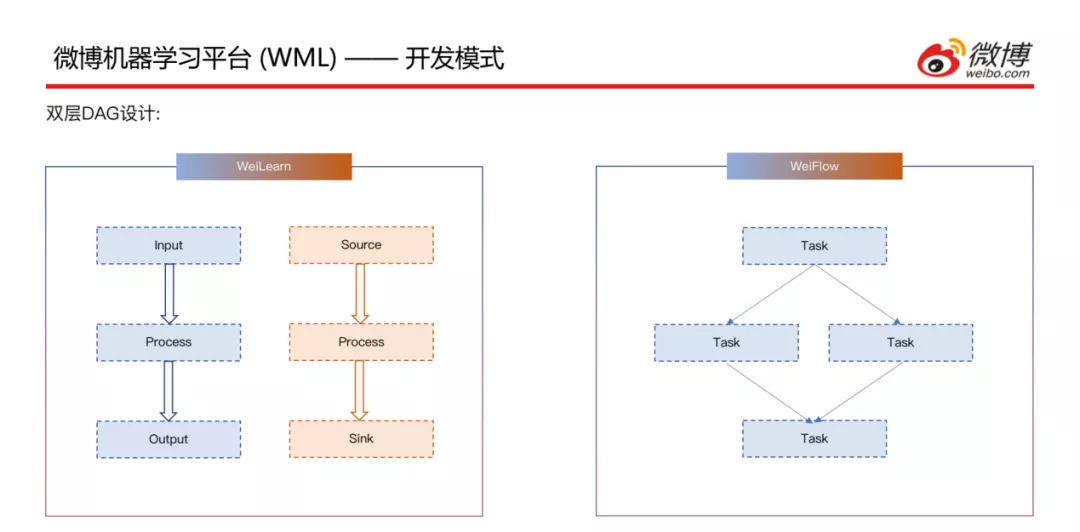 微博机器学习平台 (WML) —— 开发模式
微博
weibo.com
双层DAG设计:
WeiLearn
Input
Source
Process
Process
Output
Sink
WeiFlow
Task
Task
Task
Task